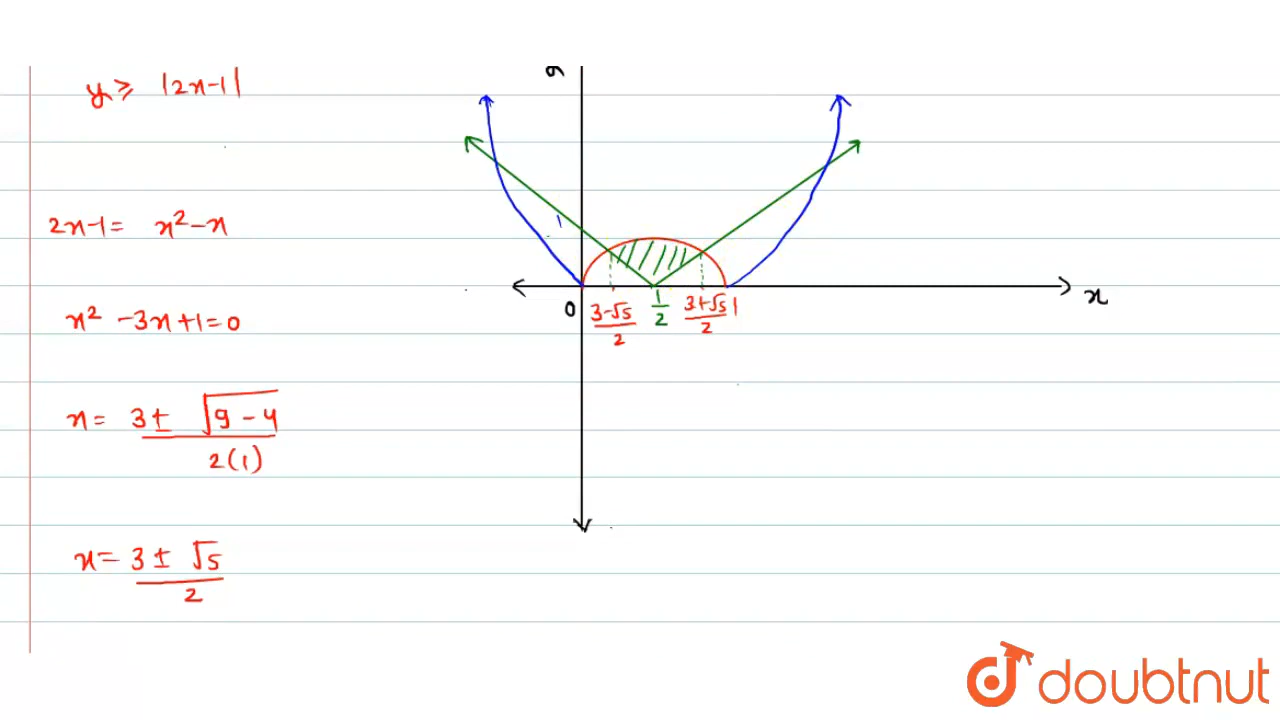 y ≥ |2x-1|
y
2x-1 = x²-x
1
0
3-√5/2
1/2
3+√5/2
1
x
x² -3x+1=0
x = 3 ± √9-4 / 2(1)
x = 3 ± √5 / 2
doubtnut